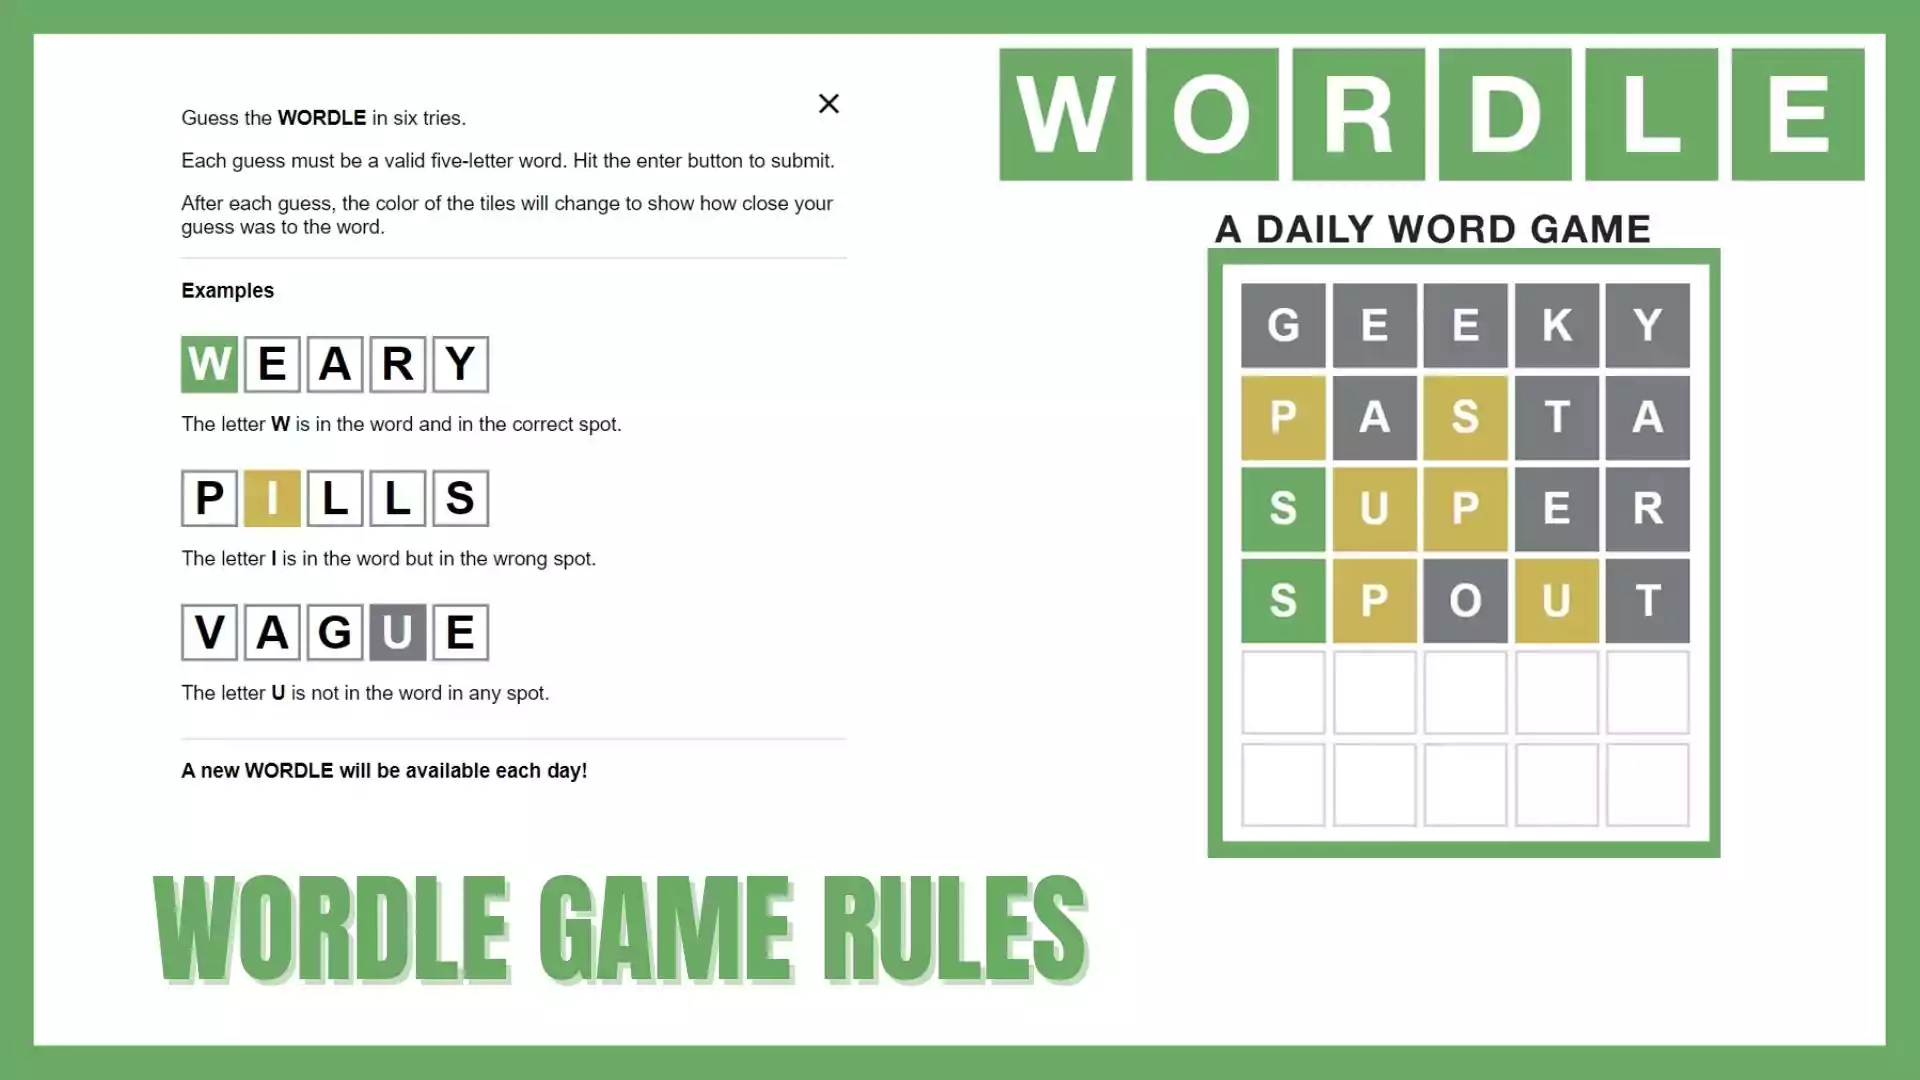 Guess the WORDLE in six tries.
Each guess must be a valid five-letter word. Hit the enter button to submit.
After each guess, the color of the tiles will change to show how close your
guess was to the word.
Examples
WEARY
The letter W is in the word and in the correct spot.
PILLS
The letter I is in the word but in the wrong spot.
VAGUE
The letter U is not in the word in any spot.
A new WORDLE will be available each day!
WORDLE GAME RULES
WORDLE
A DAILY WORD GAME
GEEKY
PASTA
SUPER
SPOUT